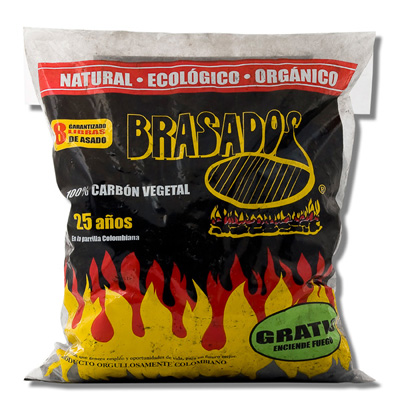 NATURAL • ECOLÓGICO • ORGÁNICO
8 GARANTIZADO
LIBRAS
DE ASADO
BRASADOS
®
100% CARBÓN VEGETAL
25 años
En la parrilla Colombiana
GRATIS
ENCIENDE FUEGO
PRODUCTO ORGULLOSAMENTE COLOMBIANO